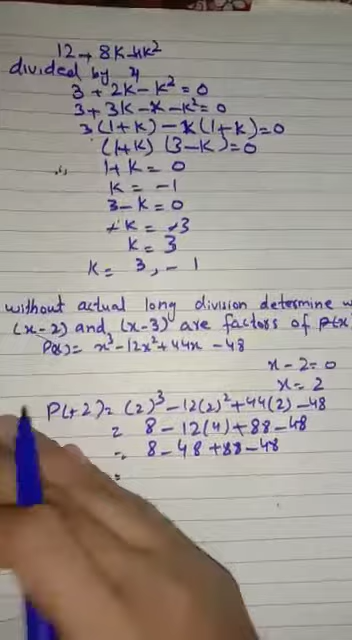 12 + 8k - 4k²
divided by 4
3 + 2k - k² = 0
3 + 3k - k - k² = 0
3(1+k) - k(1+k) = 0
(1+k) (3-k) = 0
∴ 1+k = 0
k = -1
3-k = 0
+k = +3
k = 3
k = 3, -1
without actual long division determine
(x-2) and (x-3) are factors of P(x
P(x) = x³-12x²+44x-48
x-2=0
x=2
P(+2) = (2)³-12(2)²+44(2)-48
= 8-12(4)+88-48
= 8-48+88-48
=